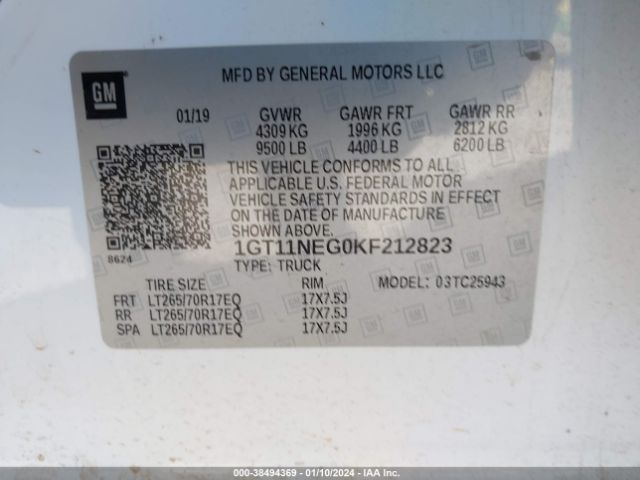 GM
MFD BY GENERAL MOTORS LLC
01/19 GVWR GAWR FRT GAWR RR
4309 KG 1996 KG 2812 KG
9500 LB 4400 LB 6200 LB
THIS VEHICLE CONFORMS TO ALL
APPLICABLE U.S. FEDERAL MOTOR
VEHICLE SAFETY STANDARDS IN EFFECT
ON THE DATE OF MANUFACTURE
SHOWN ABOVE.
8624
1GT11NEG0KF212823
TYPE: TRUCK
TIRE SIZE RIM MODEL: 03TC25943
FRT LT265/70R17EQ 17X7.5J
RR LT265/70R17EQ 17X7.5J
SPA LT265/70R17EQ 17X7.5J
000-38494369 - 01/10/2024 - IAA Inc.